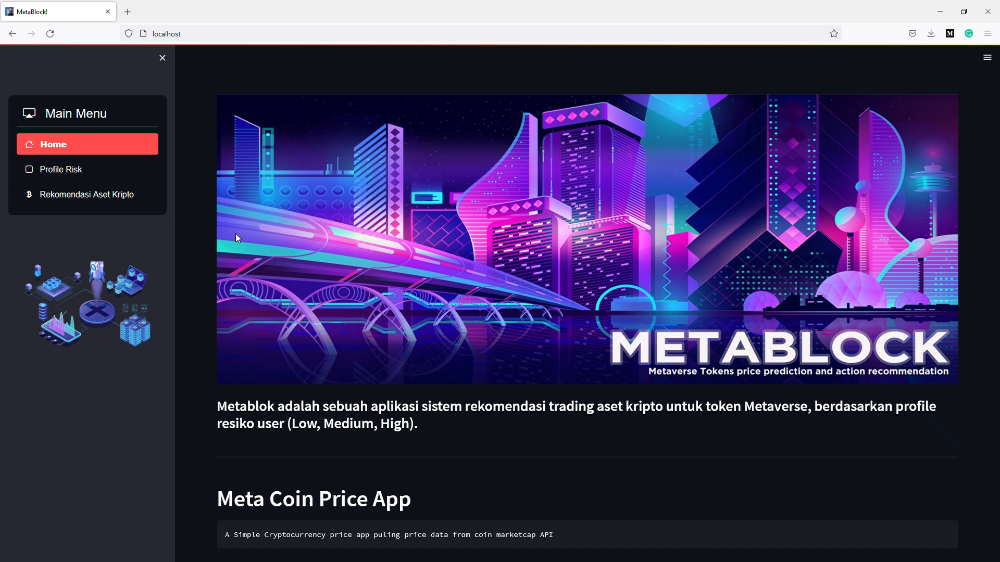 MetaBlock!
localhost
Main Menu
Home
Profile Risk
Rekomendasi Aset Kripto
METABLOCK
Metaverse Tokens price prediction and action recommendation
Metablok adalah sebuah aplikasi sistem rekomendasi trading aset kripto untuk token Metaverse, berdasarkan profile
resiko user (Low, Medium, High).
Meta Coin Price App
A Simple Cryptocurrency price app puling price data from coin marketcap API